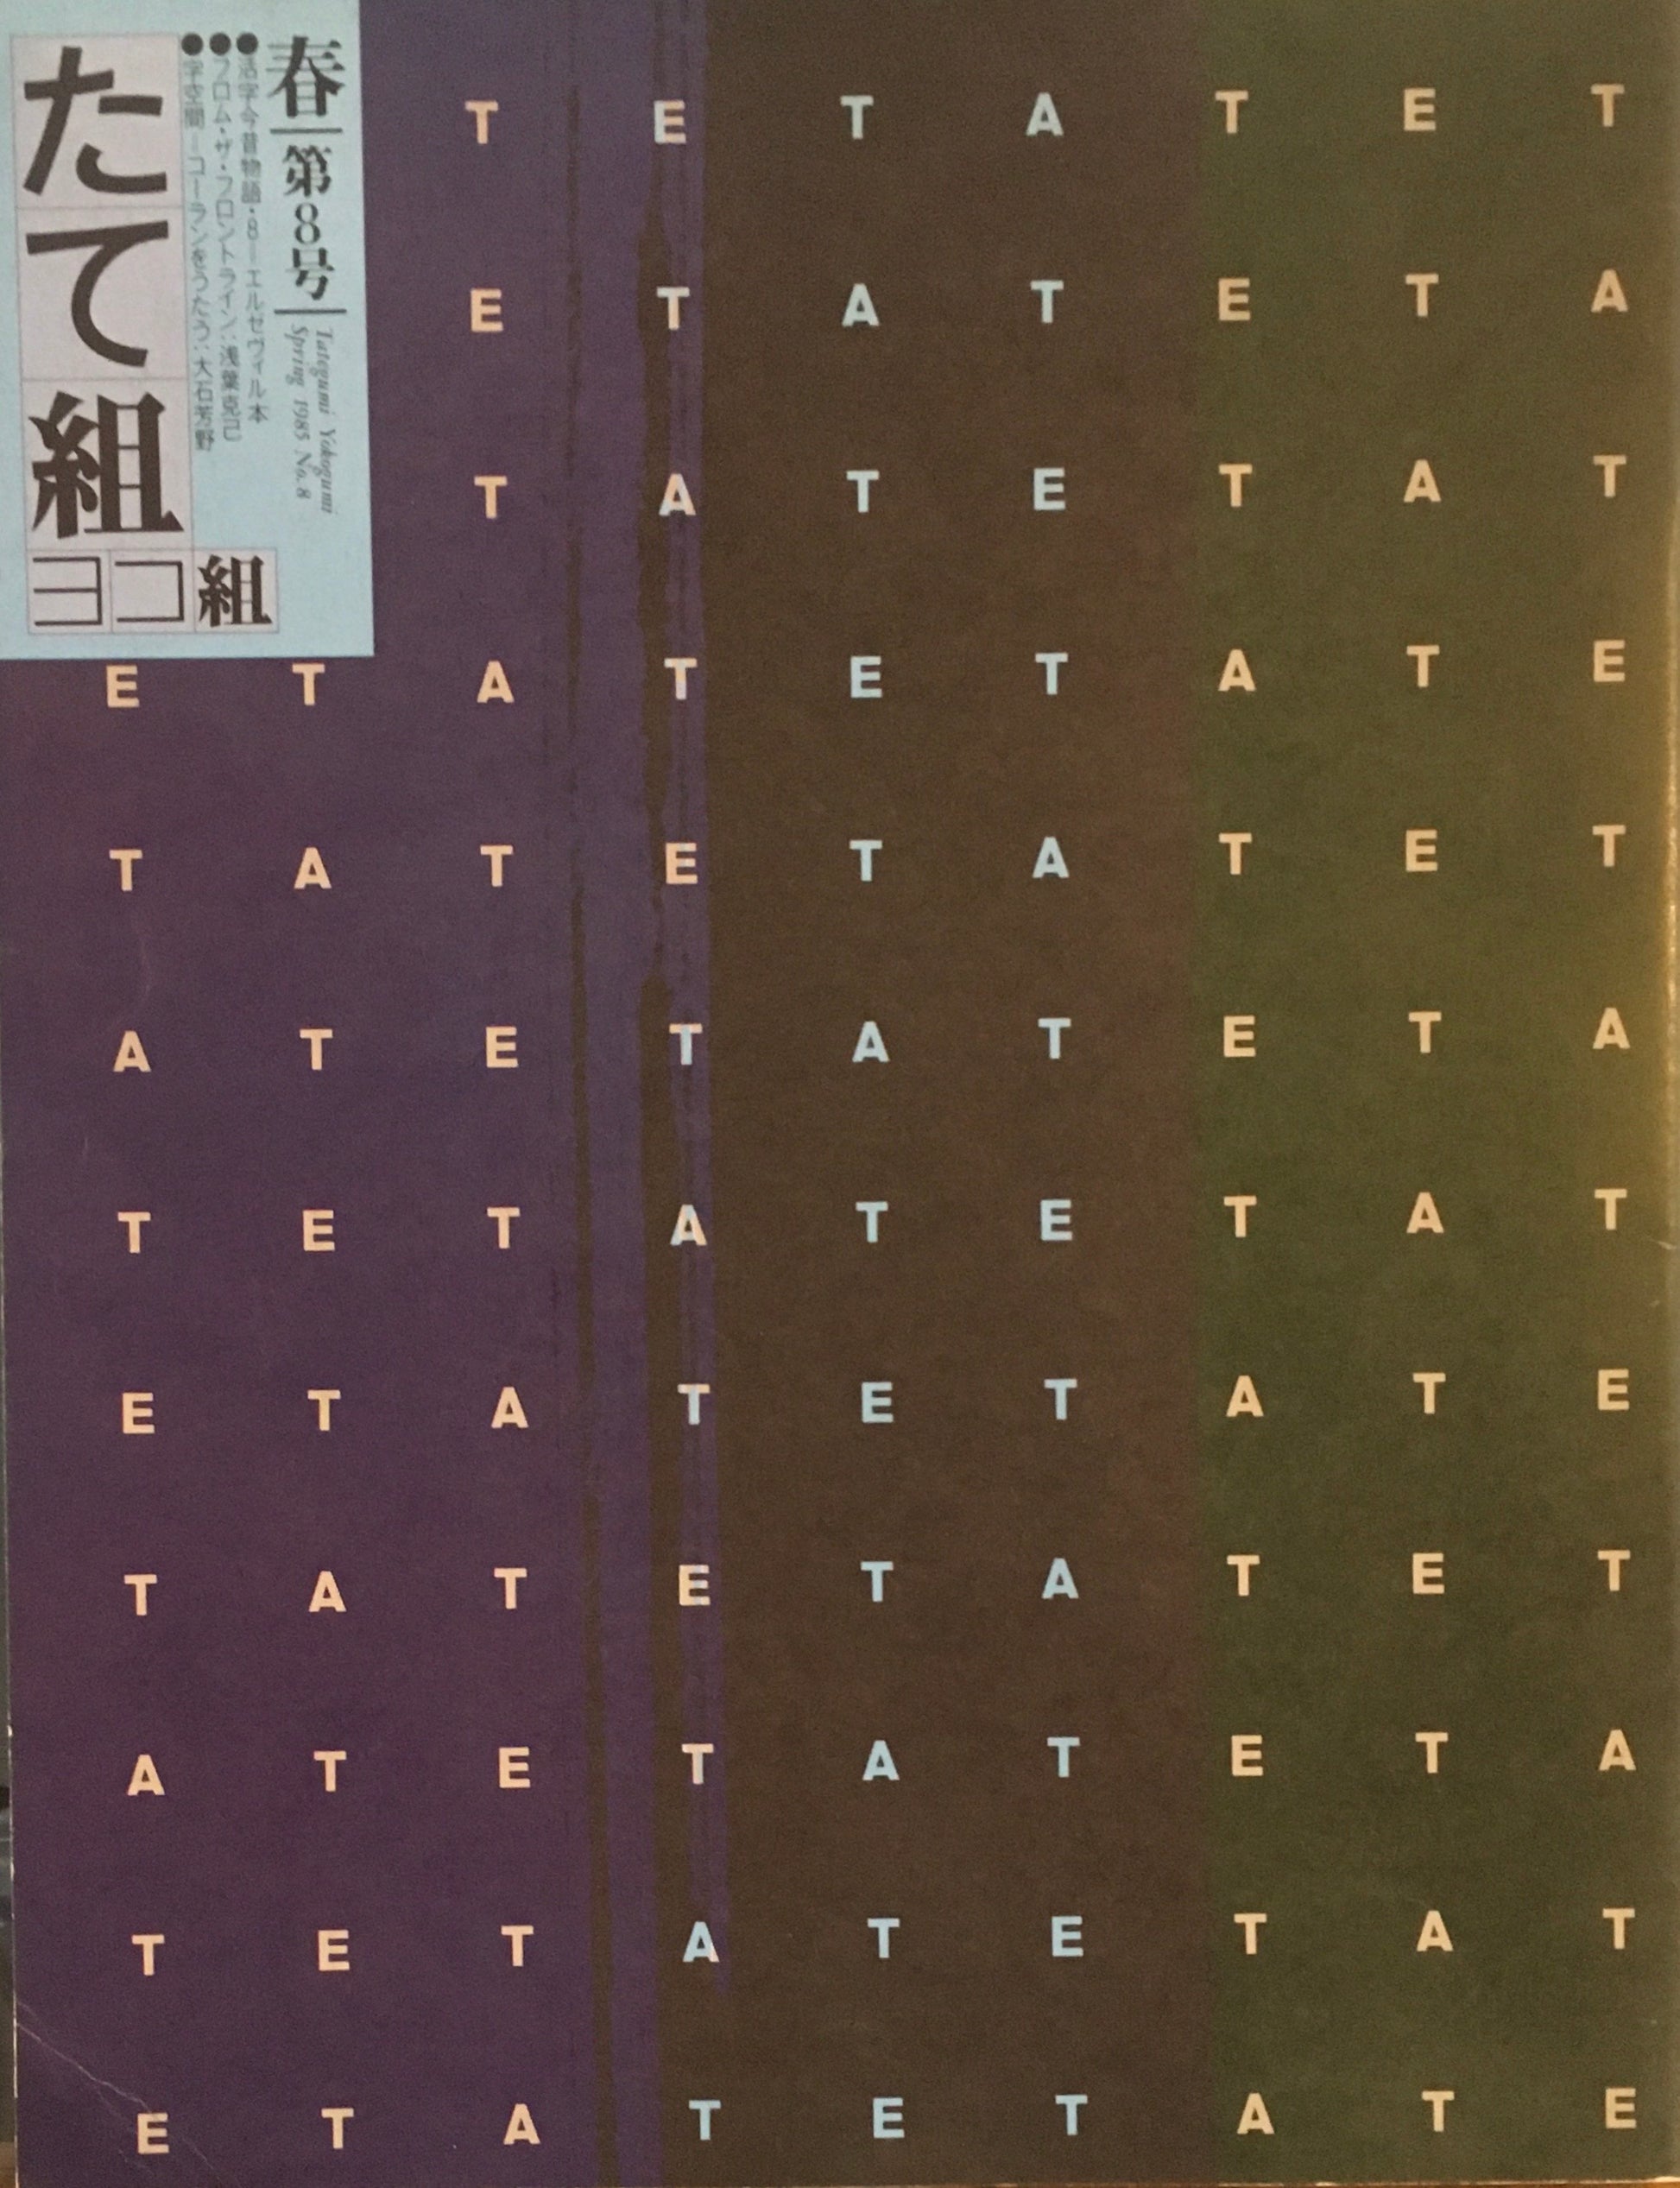 たて組
ヨコ組
春|第8号|
Tategumi Yokogumi
Spring 1985 No.8
●活字今昔物語・8=エルゼヴィル本
●フロム・ザ・フロントライン:浅葉克己
●字空間=コーランをうたう:大石芳野
T E T A T E T
E T A T E T A
T A T E T A T
E T A T E T A T E
T A T E T A T E T
A T E T A T E T A
T E T A T E T A T
E T A T E T A T E
T A T E T A T E T
A T E T A T E T A
T E T A T E T A T
E T A T E T A T E